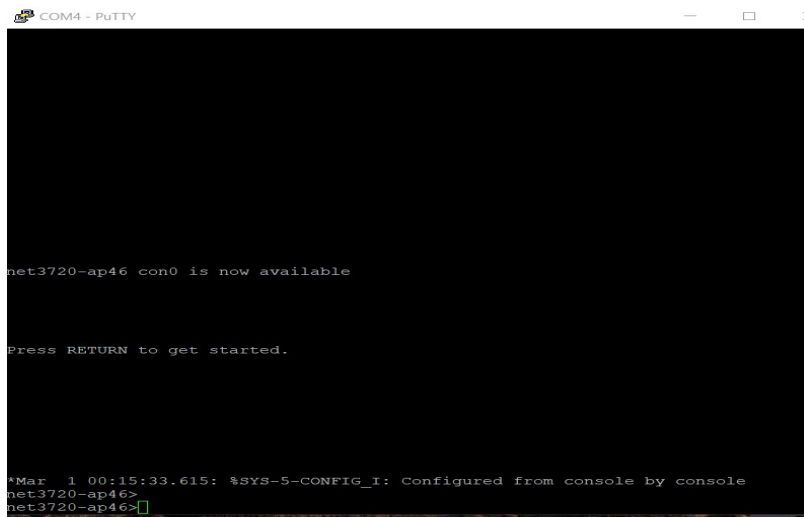 COM4 - PuTTY
net3720-ap46 con0 is now available
Press RETURN to get started.
*Mar  1 00:15:33.615: %SYS-5-CONFIG_I: Configured from console by console
net3720-ap46>
net3720-ap46>